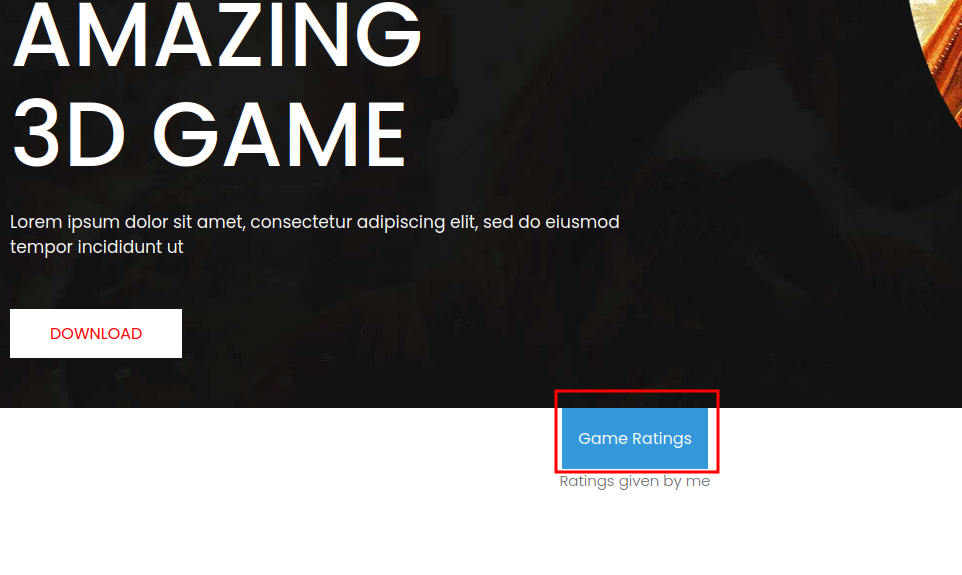 AMAZING
3D GAME
Lorem ipsum dolor sit amet, consectetur adipiscing elit, sed do eiusmod
tempor incididunt ut
DOWNLOAD
Game Ratings
Ratings given by me